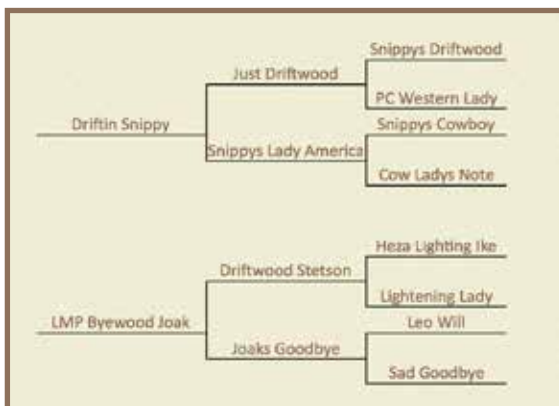 Snippys Driftwood
Just Driftwood
PC Western Lady
Driftin Snippy
Snippys Cowboy
Snippys Lady America
Cow Ladys Note
Heza Lighting Ike
Driftwood Stetson
Lightening Lady
LMP Byewood Joak
Leo Will
Joaks Goodbye
Sad Goodbye